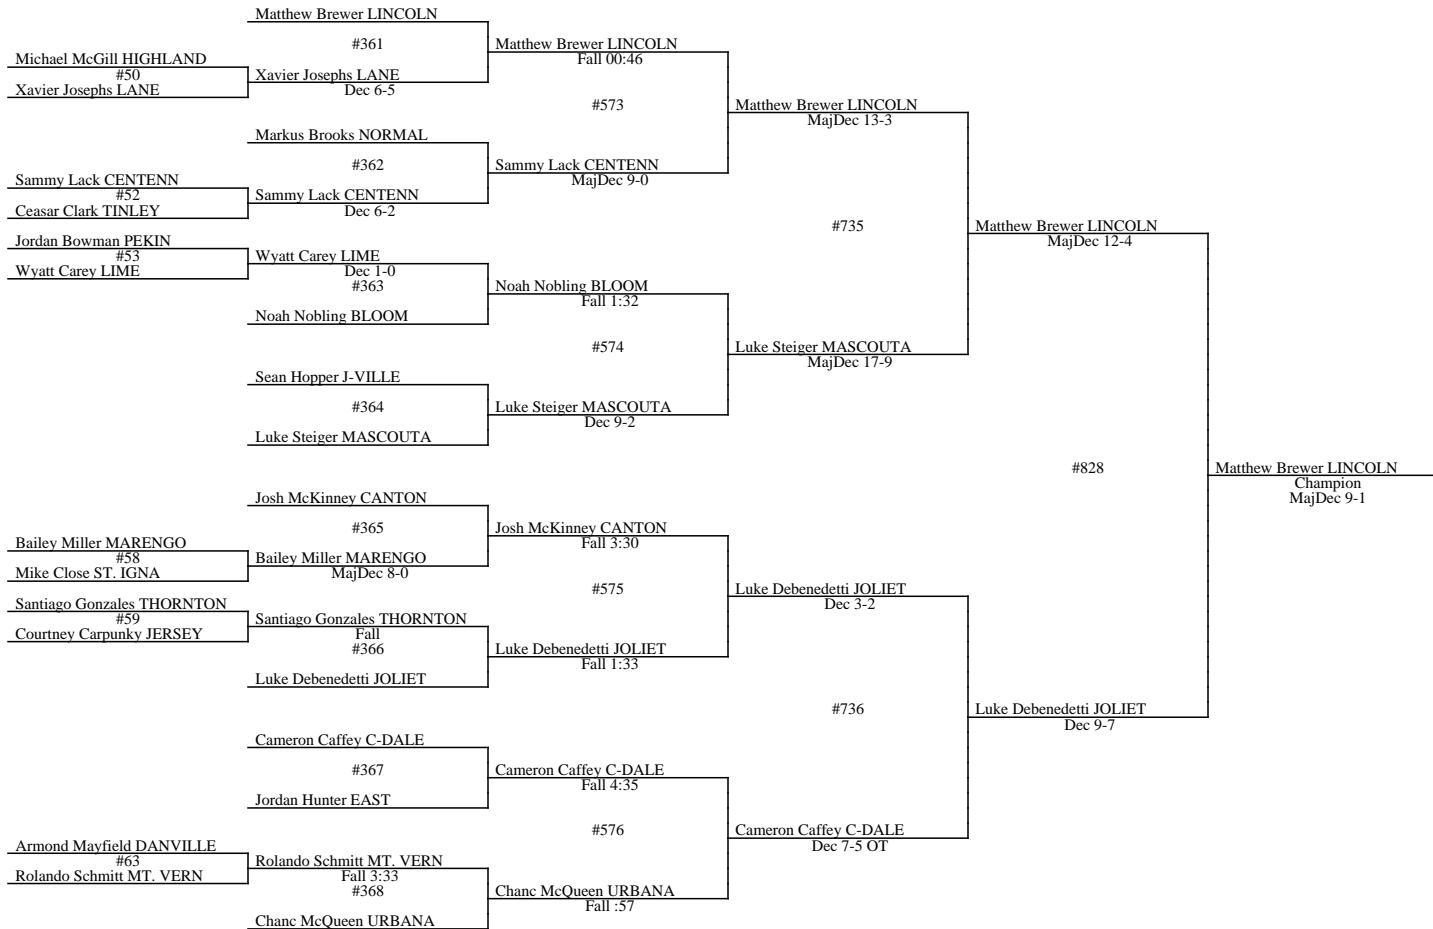 Matthew Brewer LINCOLN
#361
Matthew Brewer LINCOLN
Fall 00:46
Michael McGill HIGHLAND
#50
Xavier Josephs LANE
Xavier Josephs LANE
Dec 6-5
#573
Matthew Brewer LINCOLN
MajDec 13-3
Markus Brooks NORMAL
#362
Sammy Lack CENTENN
MajDec 9-0
Sammy Lack CENTENN
#52
Ceasar Clark TINLEY
Sammy Lack CENTENN
Dec 6-2
#735
Matthew Brewer LINCOLN
MajDec 12-4
Jordan Bowman PEKIN
#53
Wyatt Carey LIME
Wyatt Carey LIME
Dec 1-0
#363
Noah Nobling BLOOM
Fall 1:32
Noah Nobling BLOOM
#574
Luke Steiger MASCOUTA
MajDec 17-9
Sean Hopper J-VILLE
#364
Luke Steiger MASCOUTA
Dec 9-2
Luke Steiger MASCOUTA
#828
Matthew Brewer LINCOLN
Champion
MajDec 9-1
Josh McKinney CANTON
#365
Josh McKinney CANTON
Fall 3:30
Bailey Miller MARENGO
#58
Mike Close ST. IGNA
Bailey Miller MARENGO
MajDec 8-0
#575
Luke Debenedetti JOLIET
Dec 3-2
Santiago Gonzales THORNTON
#59
Courtney Carpunky JERSEY
Santiago Gonzales THORNTON
Fall
#366
Luke Debenedetti JOLIET
Fall 1:33
Luke Debenedetti JOLIET
#736
Luke Debenedetti JOLIET
Dec 9-7
Cameron Caffey C-DALE
#367
Cameron Caffey C-DALE
Fall 4:35
Jordan Hunter EAST
#576
Cameron Caffey C-DALE
Dec 7-5 OT
Armond Mayfield DANVILLE
#63
Rolando Schmitt MT. VERN
Rolando Schmitt MT. VERN
Fall 3:33
#368
Chanc McQueen URBANA
Fall :57
Chanc McQueen URBANA